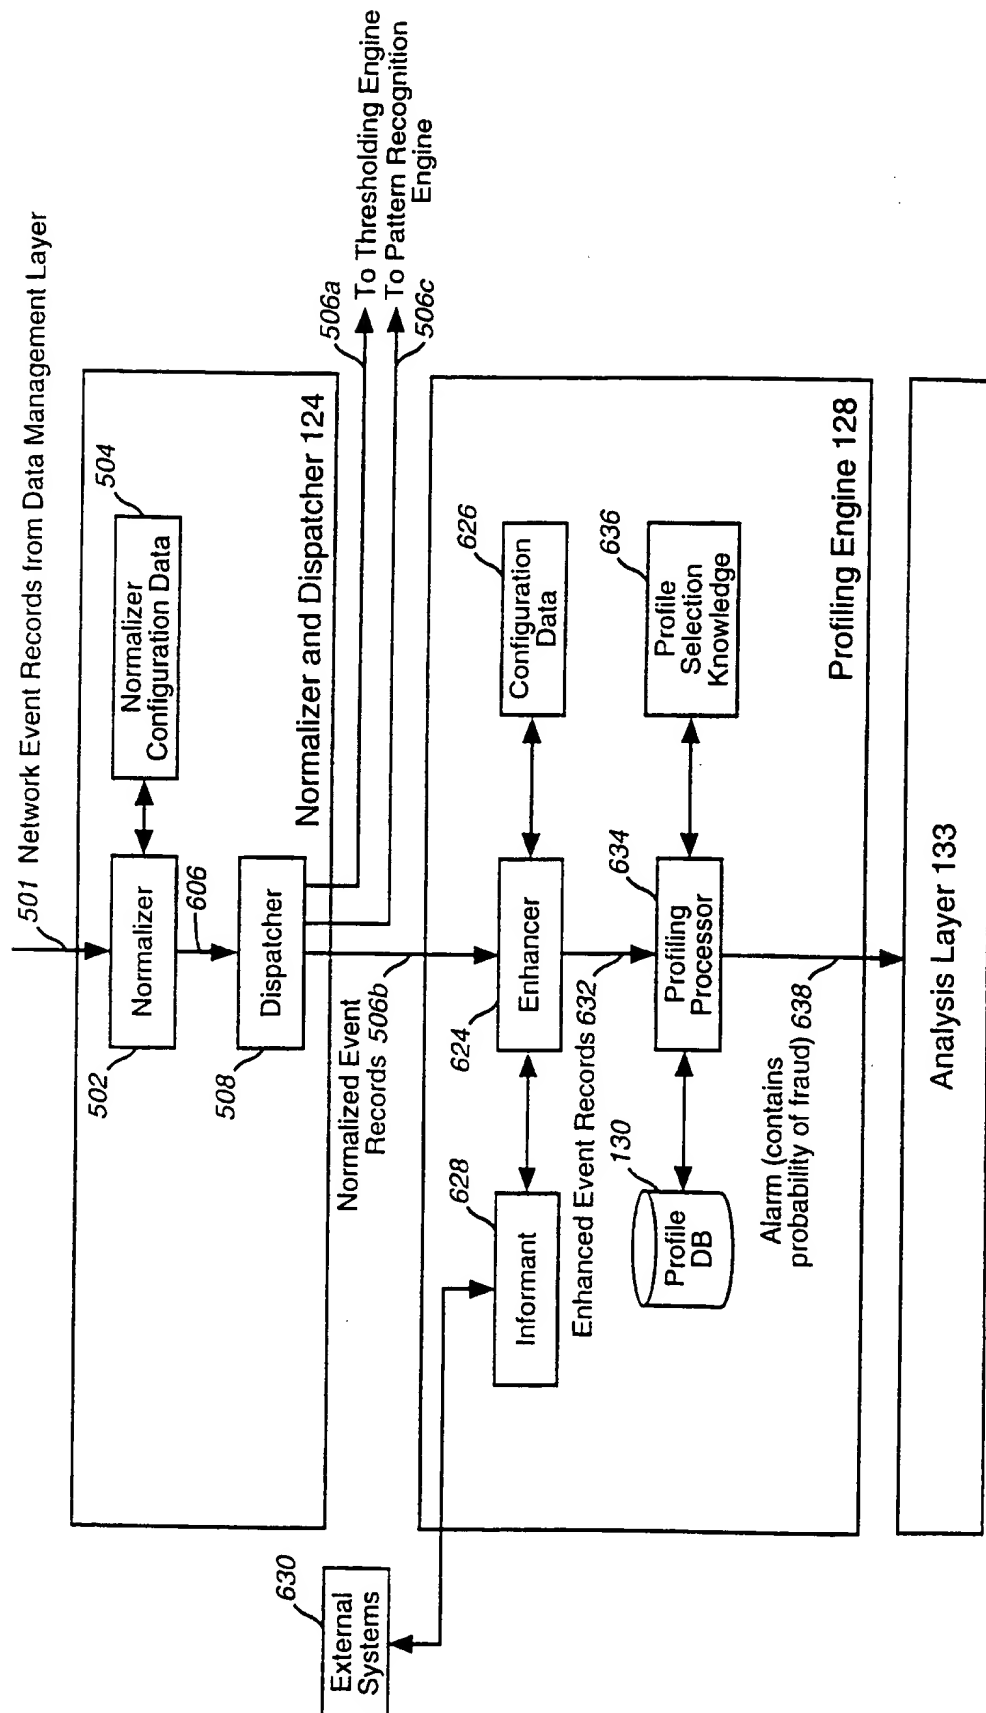 501 Network Event Records from Data Management Layer
504
Normalizer
Configuration Data
Normalizer
502
606
Dispatcher
508
Normalizer and Dispatcher 124
506a
To Thresholding Engine
To Pattern Recognition
Engine
506c
Normalized Event
Records 506b
External
Systems
630
Informant
628
Enhancer
624
Configuration
Data
626
Enhanced Event Records 632
Profile
DB
130
Profiling
Processor
634
Profile
Selection
Knowledge
636
Profiling Engine 128
Alarm (contains
probability of fraud) 638
Analysis Layer 133